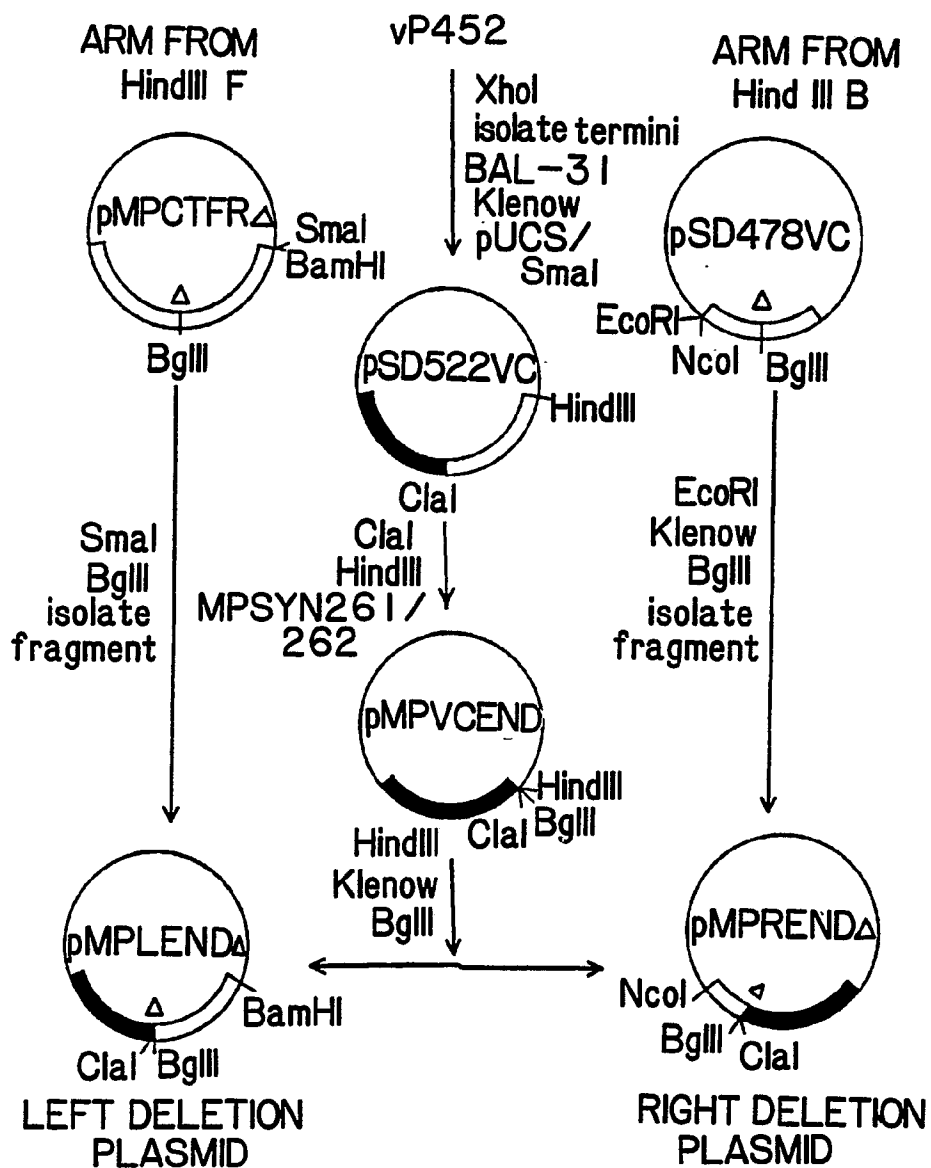 ARM FROM
HindIII F
pMPCTFRΔ
SmaI
BamHI
Δ
BglII
SmaI
BglII
isolate
fragment
vP452
XhoI
isolate termini
BAL-31
Klenow
pUCS/
SmaI
pSD522VC
HindIII
ClaI
ClaI
HindIII
MPSYN261/
262
pMPVCEND
HindIII
ClaI BglII
HindIII
Klenow
BglII
ARM FROM
Hind III B
pSD478VC
Δ
EcoRI
NcoI BglII
EcoRI
Klenow
BglII
isolate
fragment
pMPLENDΔ
Δ
BamHI
ClaI BglII
LEFT DELETION
PLASMID
pMPRENDΔ
Δ
NcoI
BglII
ClaI
RIGHT DELETION
PLASMID